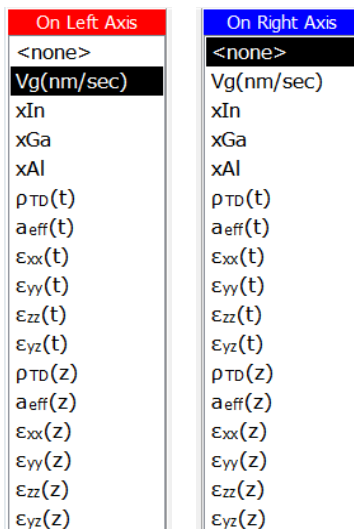 On Left Axis
<none>
Vg(nm/sec)
xIn
xGa
xAl
ρTD(t)
aeff(t)
εxx(t)
εyy(t)
εzz(t)
εyz(t)
ρTD(z)
aeff(z)
εxx(z)
εyy(z)
εzz(z)
εyz(z)
On Right Axis
<none>
Vg(nm/sec)
xIn
xGa
xAl
ρTD(t)
aeff(t)
εxx(t)
εyy(t)
εzz(t)
εyz(t)
ρTD(z)
aeff(z)
εxx(z)
εyy(z)
εzz(z)
εyz(z)